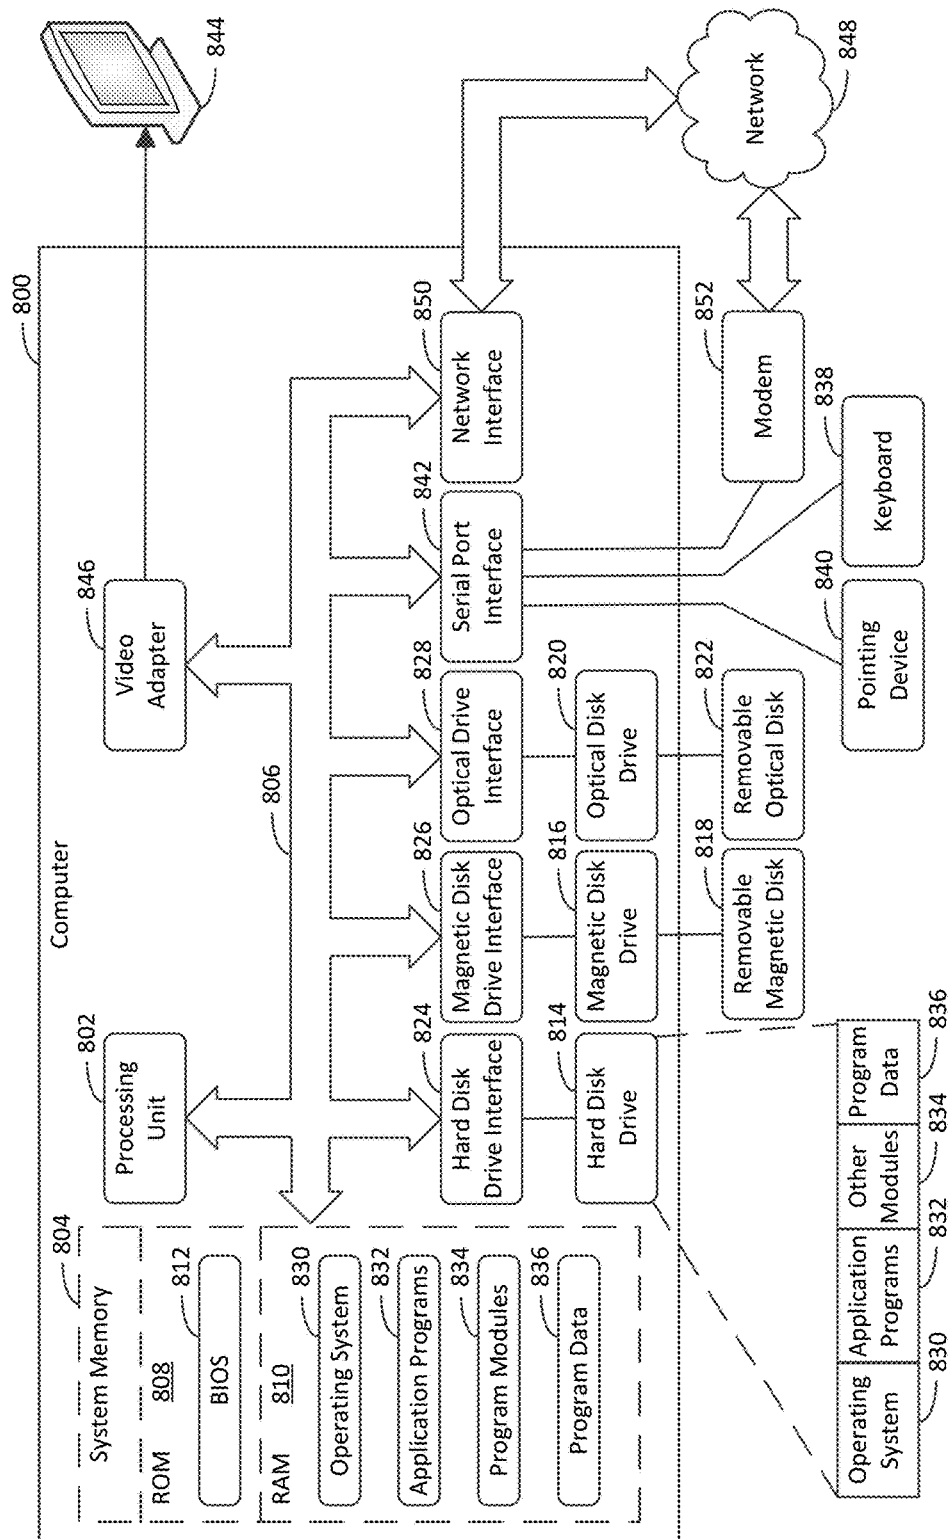 800
Computer
System Memory
804
ROM
808
BIOS
812
RAM
810
Operating System
830
Application Programs
832
Program Modules
834
Program Data
836
Processing
Unit
802
806
Video
Adapter
846
844
Hard Disk
Drive Interface
824
Magnetic Disk
Drive Interface
826
Optical Drive
Interface
828
Serial Port
Interface
842
Network
Interface
850
Hard Disk
Drive
814
Magnetic Disk
Drive
816
Optical Disk
Drive
820
Removable
Magnetic Disk
818
Removable
Optical Disk
822
Modem
852
Network
848
Operating
System
830
Application
Programs
832
Other
Modules
834
Program
Data
836
Pointing
Device
840
Keyboard
838